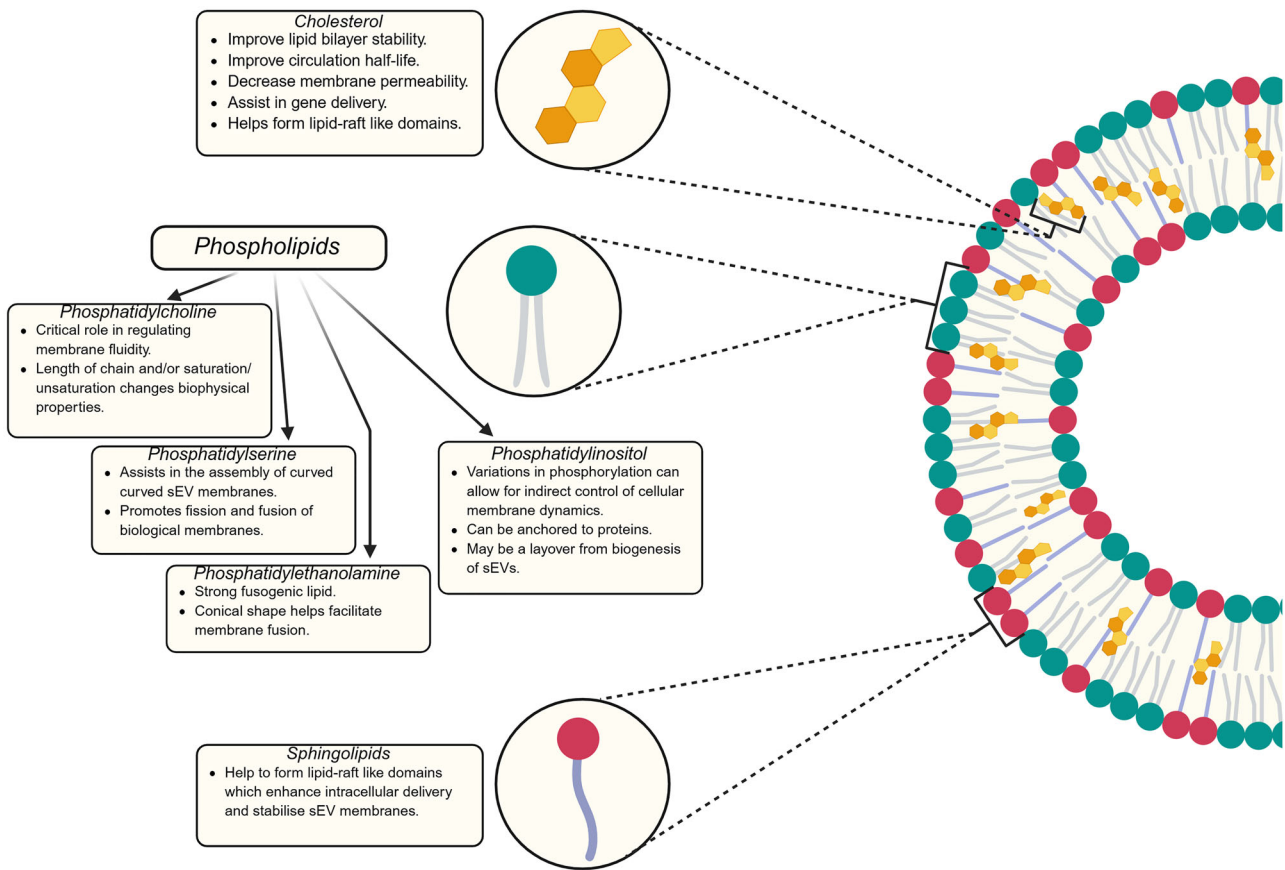 Cholesterol
• Improve lipid bilayer stability.
• Improve circulation half-life.
• Decrease membrane permeability.
• Assist in gene delivery.
• Helps form lipid-raft like domains.
Phospholipids
Phosphatidylcholine
• Critical role in regulating
membrane fluidity.
• Length of chain and/or saturation/
unsaturation changes biophysical
properties.
Phosphatidylserine
• Assists in the assembly of curved
curved sEV membranes.
• Promotes fission and fusion of
biological membranes.
Phosphatidylethanolamine
• Strong fusogenic lipid.
• Conical shape helps facilitate
membrane fusion.
Phosphatidylinositol
• Variations in phosphorylation can
allow for indirect control of cellular
membrane dynamics.
• Can be anchored to proteins.
• May be a layover from biogenesis
of sEVs.
Sphingolipids
• Help to form lipid-raft like domains
which enhance intracellular delivery
and stabilise sEV membranes.